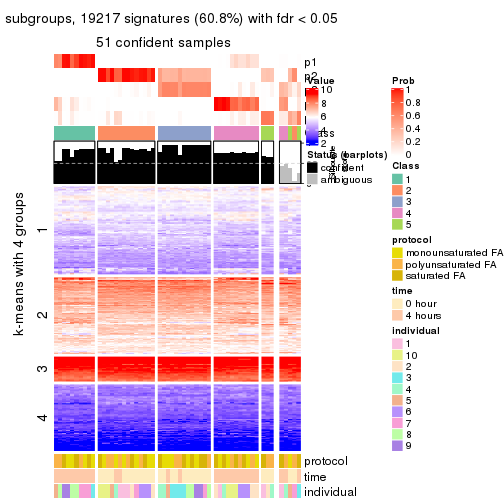 subgroups, 19217 signatures (60.8%) with fdr < 0.05
51 confident samples
p1
p2
Value
10
8
6
4
2
Class
Status (barplots)
confident
ambiguous
k-means with 4 groups
1
2
3
4
protocol
time
individual
Prob
1
0.8
0.6
0.4
0.2
0
Class
1
2
3
4
5
protocol
monounsaturated FA
polyunsaturated FA
saturated FA
time
0 hour
4 hours
individual
1
10
2
3
4
5
6
7
8
9